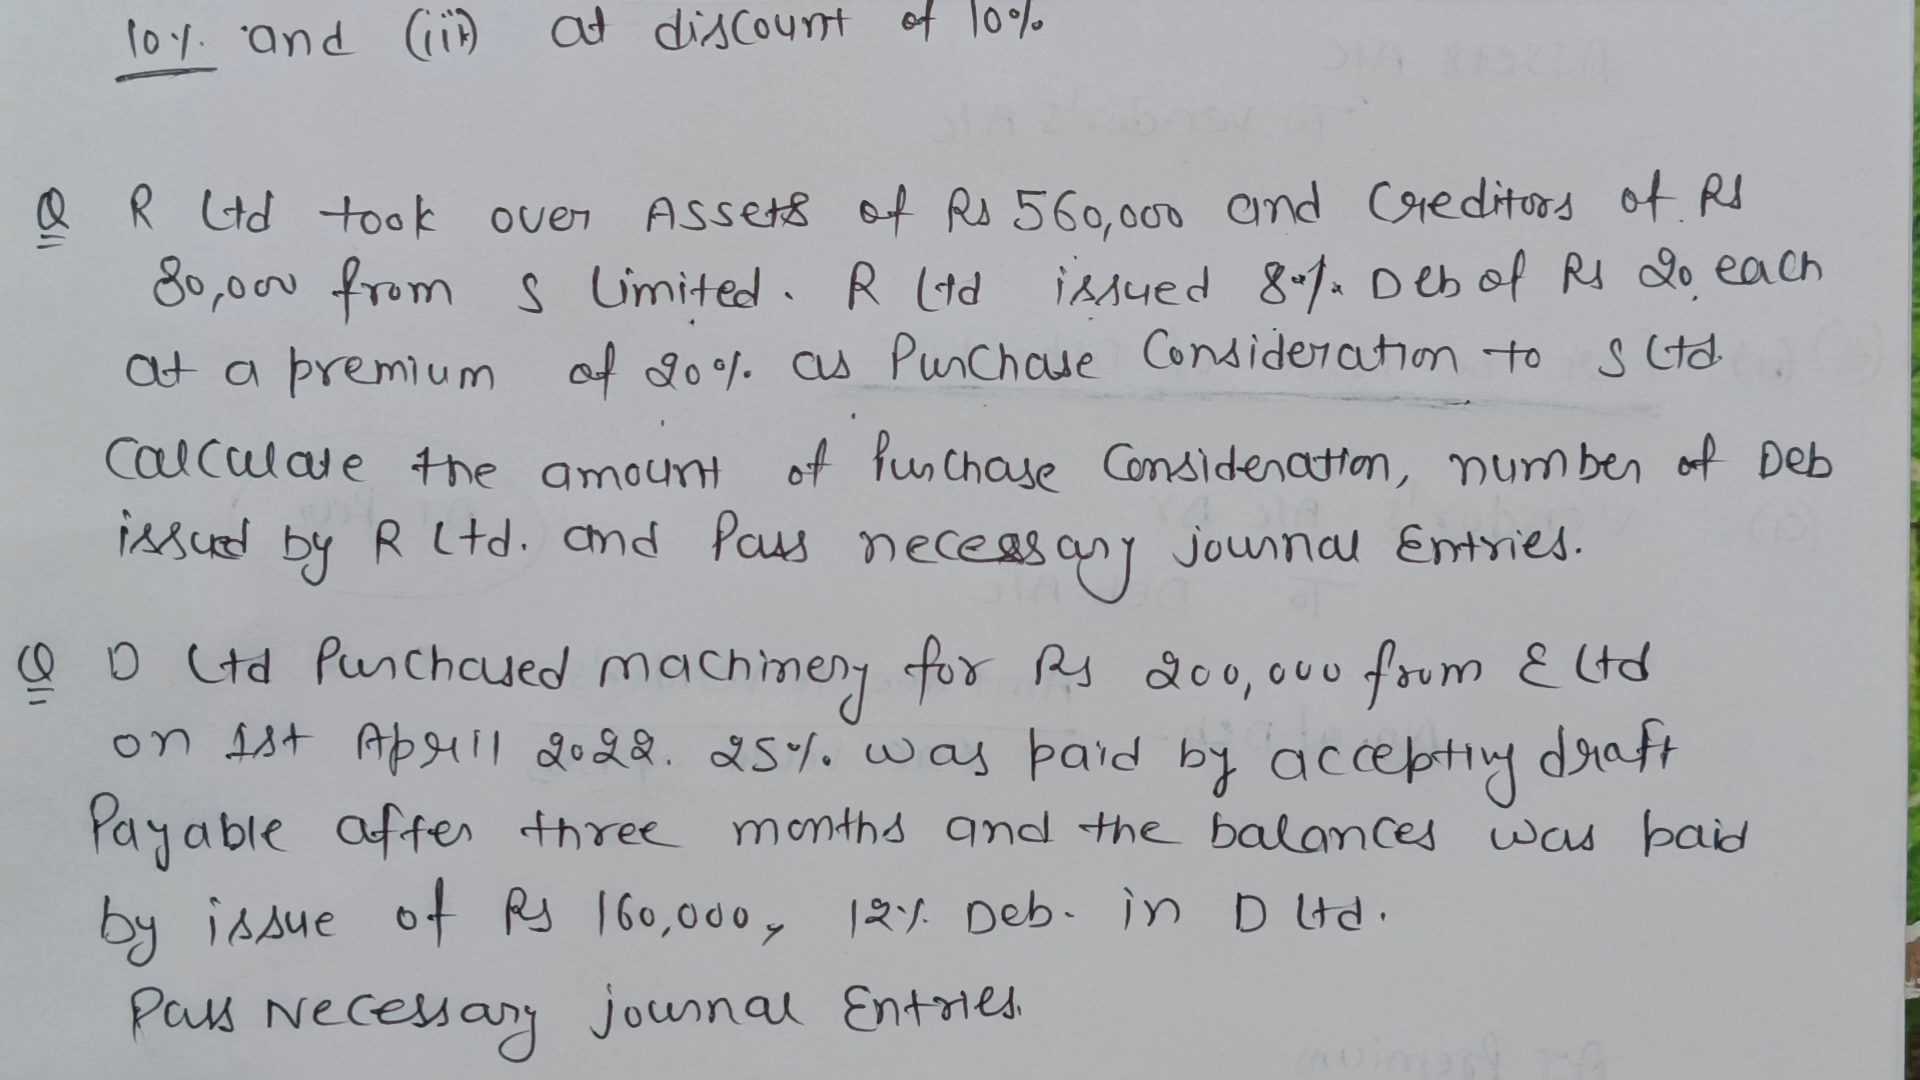 10%. and (iii) at discount of 10%
Q R Ltd took over Assets of Rs 560,000 and Creditors of Rs
80,000 from S Limited. R Ltd issued 8% Deb of Rs 20 each
at a premium of 20% as Purchase Consideration to S Ltd
Calculate the amount of Purchase Consideration, number of Deb
issued by R Ltd. and Pass necessary journal Entries.
Q D Ltd Purchased machinery for Rs 200,000 from E Ltd
on 1st April 2022. 25% was paid by accepting draft
Payable after three months and the balances was paid
by issue of Rs 160,000, 12% Deb. in D Ltd.
Pass Necessary journal Entries.